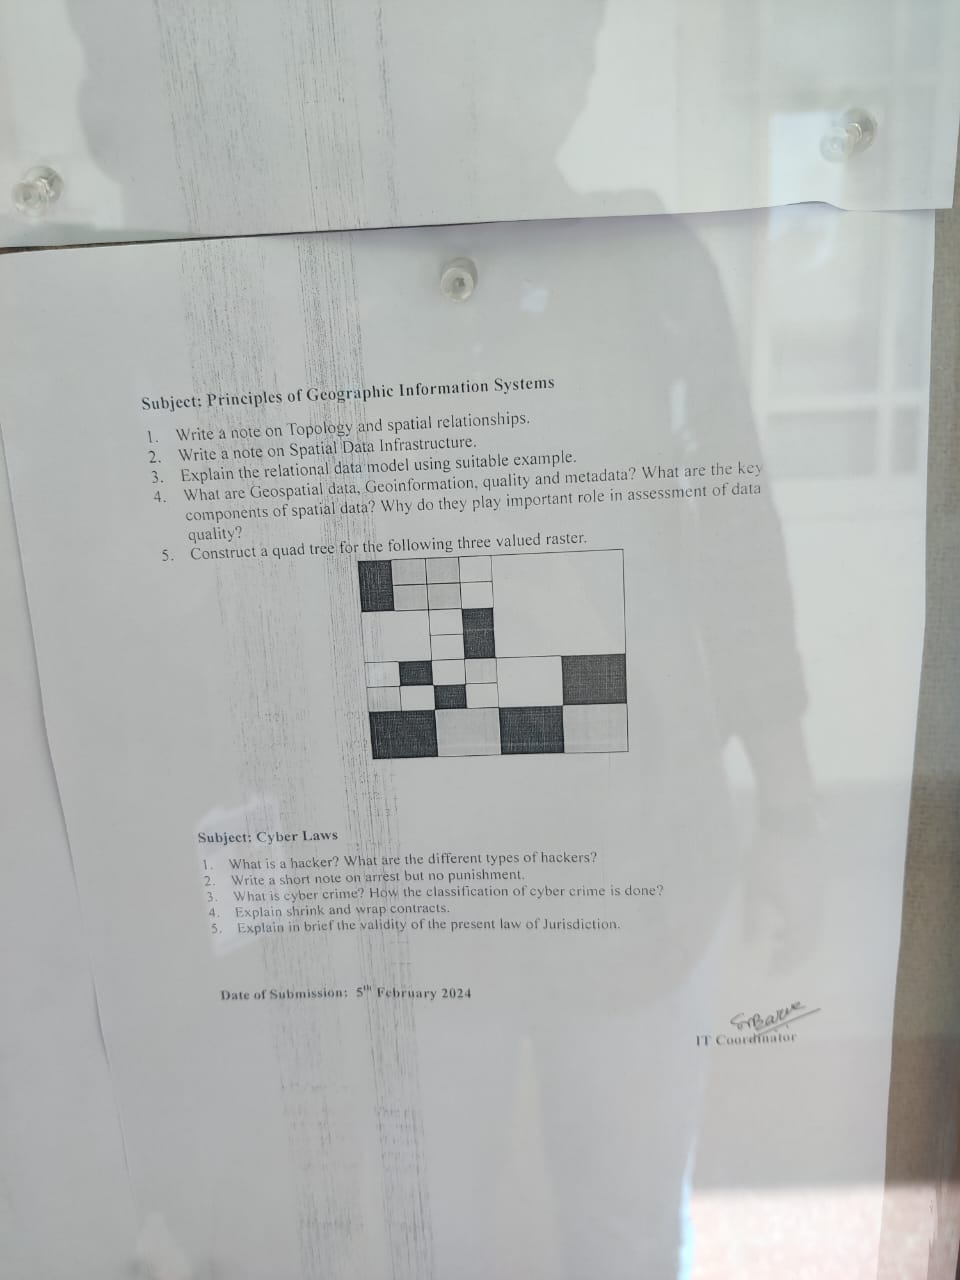 Subject: Principles of Geographic Information Systems
1. Write a note on Topology and spatial relationships.
2. Write a note on Spatial Data Infrastructure.
3. Explain the relational data model using suitable example.
4. What are Geospatial data, Geoinformation, quality and metadata? What are the key
components of spatial data? Why do they play important role in assessment of data
quality?
5. Construct a quad tree for the following three valued raster.
Subject: Cyber Laws
1. What is a hacker? What are the different types of hackers?
2. Write a short note on arrest but no punishment.
3. What is cyber crime? How the classification of cyber crime is done?
4. Explain shrink and wrap contracts.
5. Explain in brief the validity of the present law of Jurisdiction.
Date of Submission: 5th February 2024
IT Coordinator